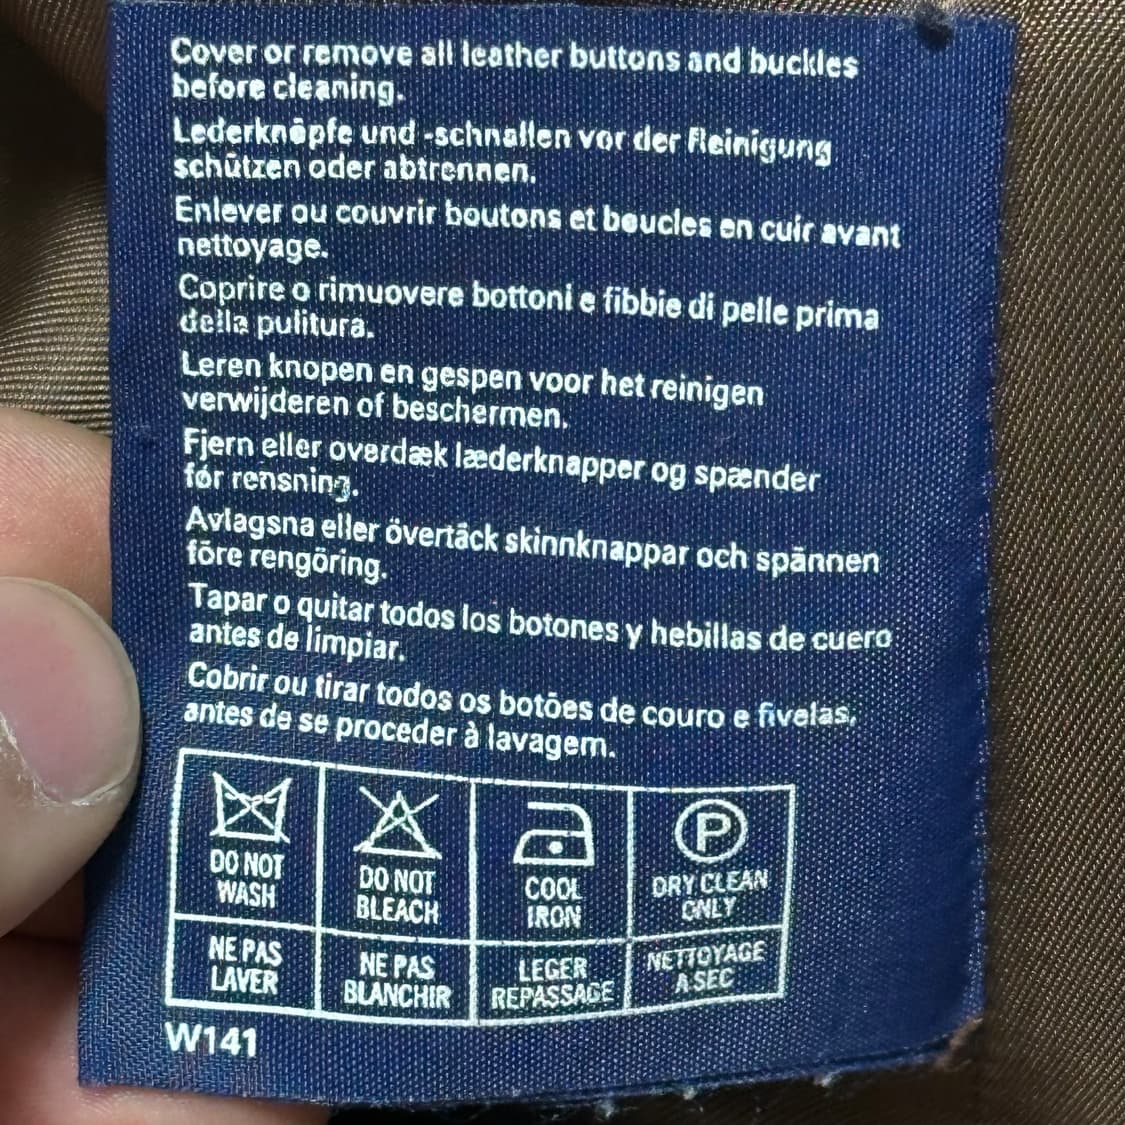 Cover or remove all leather buttons and buckles
before cleaning.
Lederknöpfe und -schnallen vor der Reinigung
schützen oder abtrennen.
Enlever ou couvrir boutons et boucles en cuir avant
nettoyage.
Coprire o rimuovere bottoni e fibbie di pelle prima
della pulitura.
Leren knopen en gespen voor het reinigen
verwijderen of beschermen.
Fjern eller overdæk læderknapper og spænder
fór rensning.
Avlagsna eller övertäck skinnknappar och spännen
före rengöring.
Tapar o quitar todos los botones y hebillas de cuero
antes de limpiar.
Cobrir ou tirar todos os botões de couro e fivelas,
antes de se proceder à lavagem.
DO NOT
WASH
DO NOT
BLEACH
COOL
IRON
P
DRY CLEAN
ONLY
NE PAS
LAVER
NE PAS
BLANCHIR
LEGER
REPASSAGE
NETTOYAGE
A SEC
W141